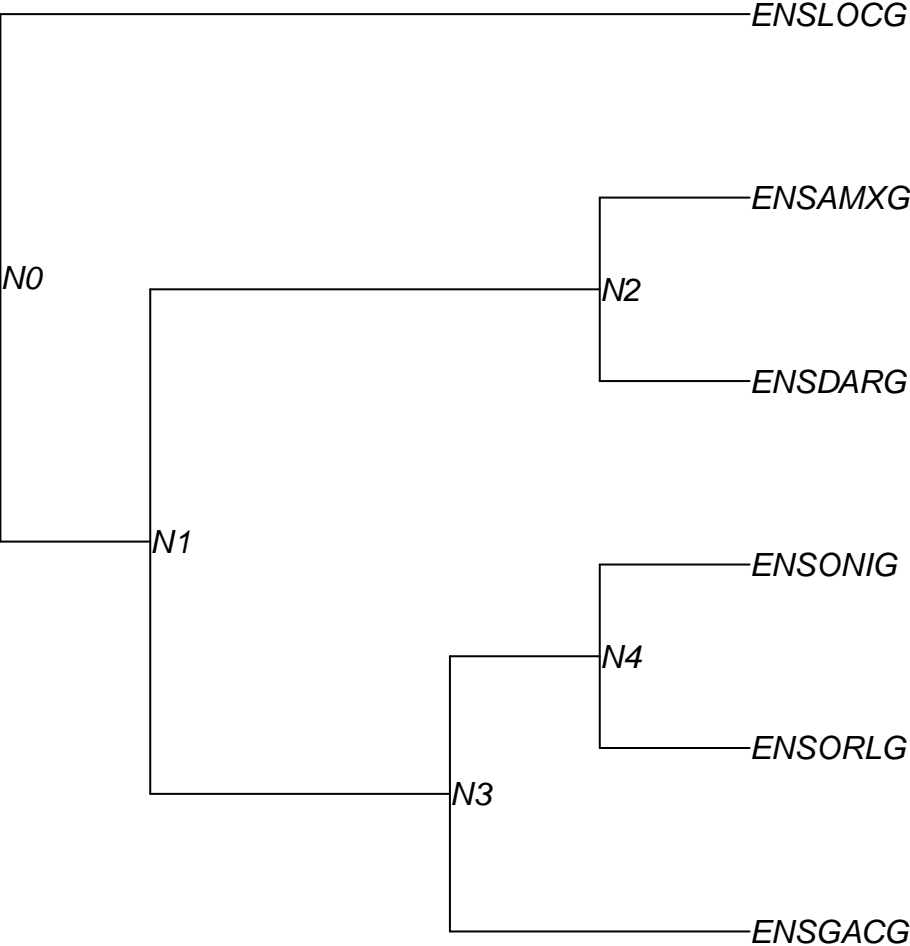 ENSLOCG
ENSAMXG
N0
N2
ENSDARG
N1
ENSONIG
N4
ENSORLG
N3
ENSGACG